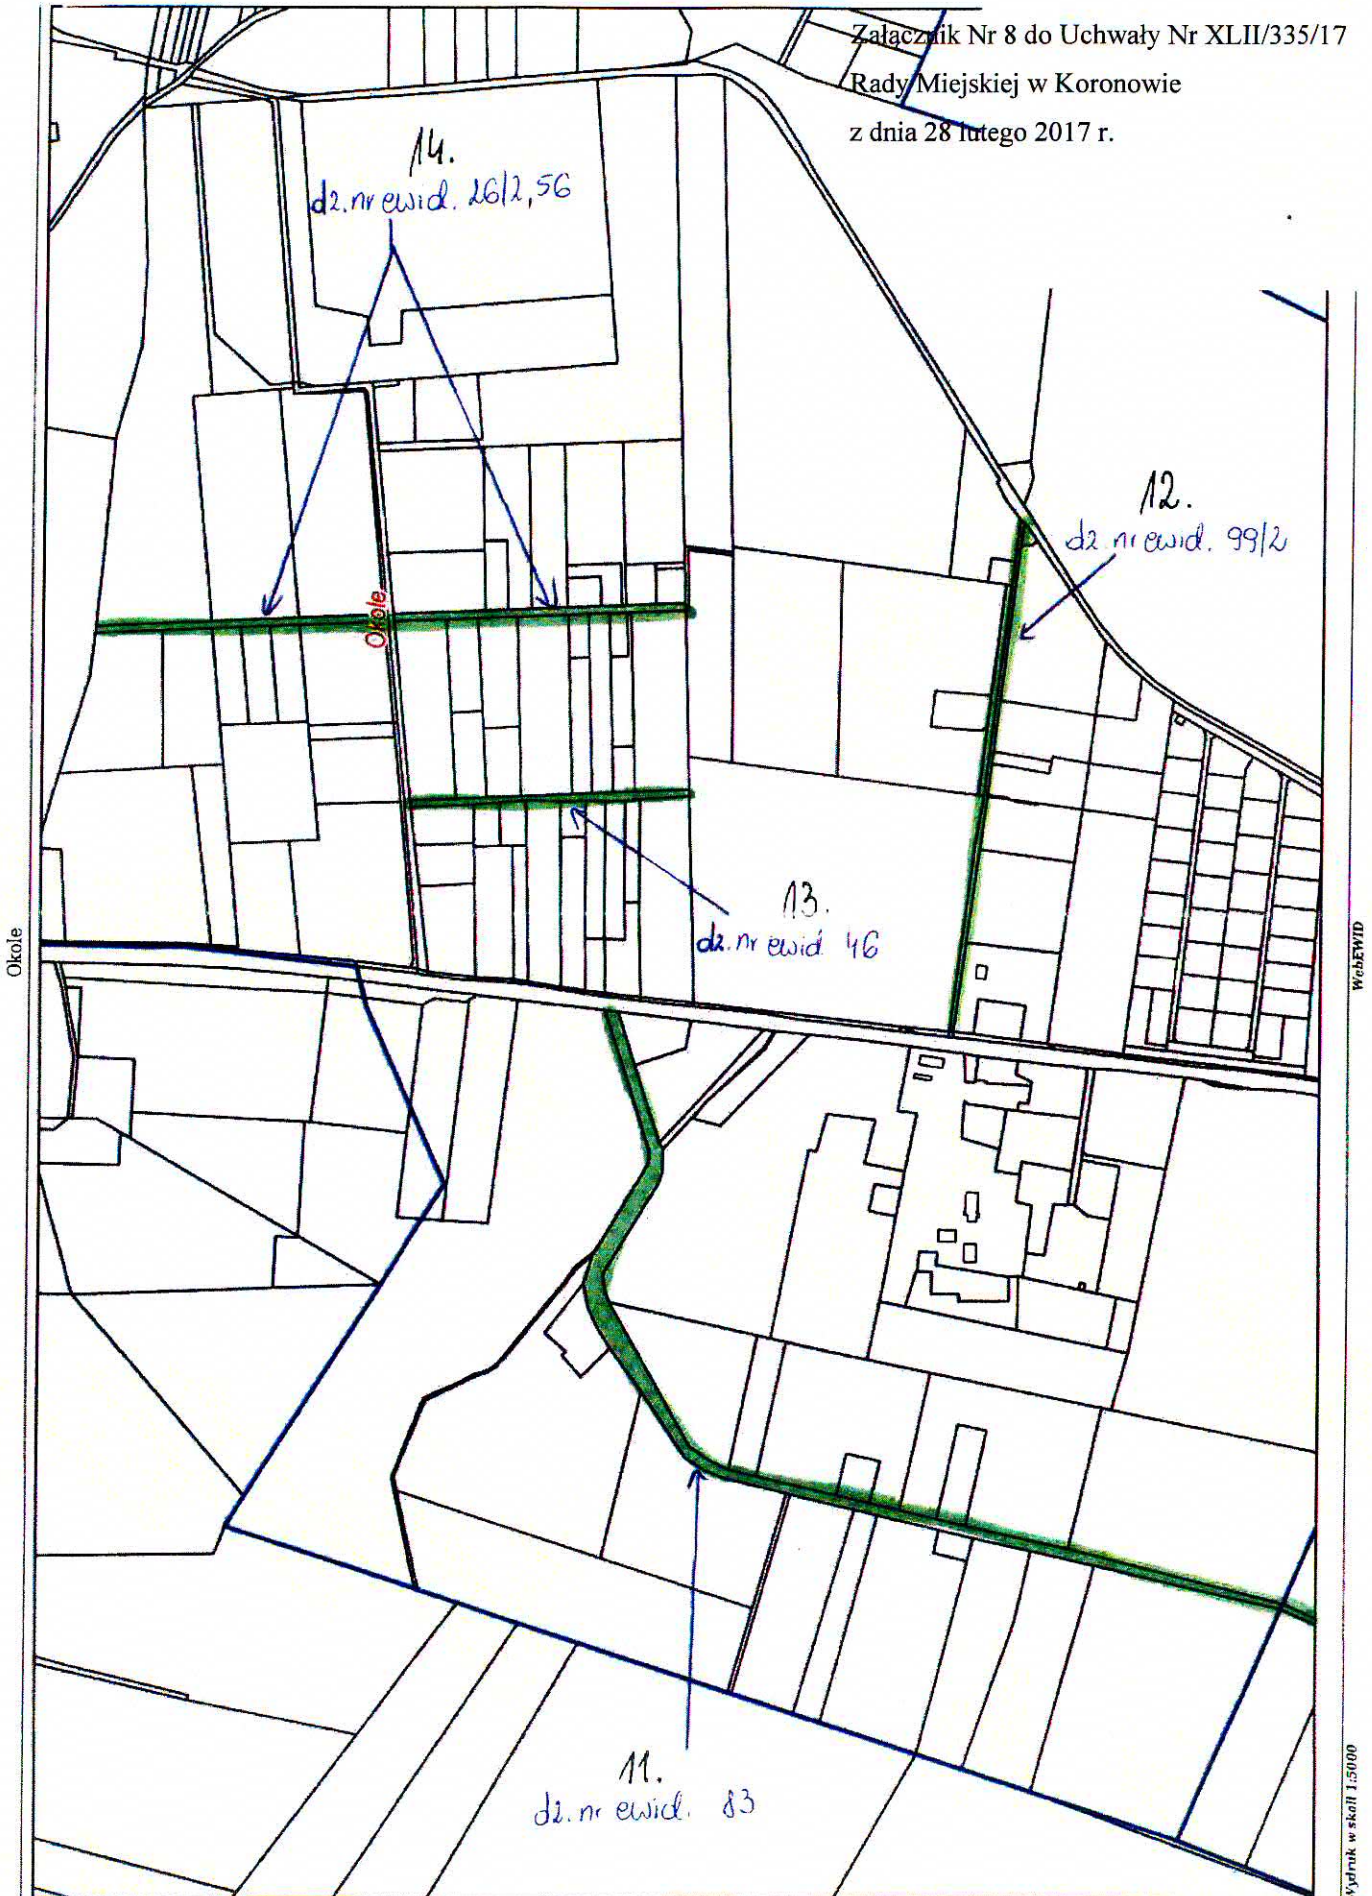 Załącznik Nr 8 do Uchwały Nr XLII/335/17
Rady Miejskiej w Koronowie
z dnia 28 lutego 2017 r.
14.
dz. nr ewid. 26/2, 56
12.
dz. nr ewid. 99/2
Okole
13.
dz. nr ewid 46
Okole
WebEWID
11.
dz. nr ewid. 83
Wydruk w skali 1:5000